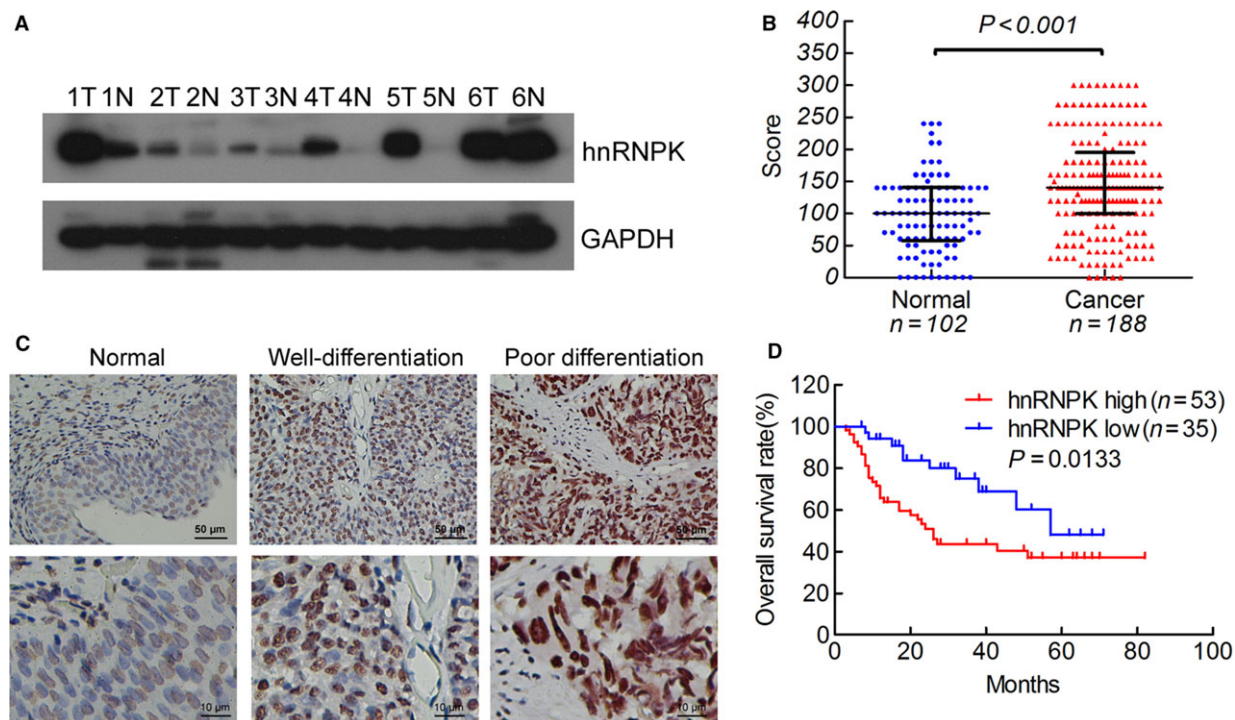 A
1T 1N 2T 2N 3T 3N 4T 4N 5T 5N 6T 6N
hnRNPK
GAPDH
B
P < 0.001
Score
400
350
300
250
200
150
100
50
0
Normal
n = 102
Cancer
n = 188
C
Normal
Well-differentiation
Poor differentiation
50 µm
50 µm
50 µm
10 µm
10 µm
10 µm
D
Overall survival rate(%)
120
100
80
60
40
20
0
hnRNPK high (n = 53)
hnRNPK low (n = 35)
P = 0.0133
0 20 40 60 80 100
Months